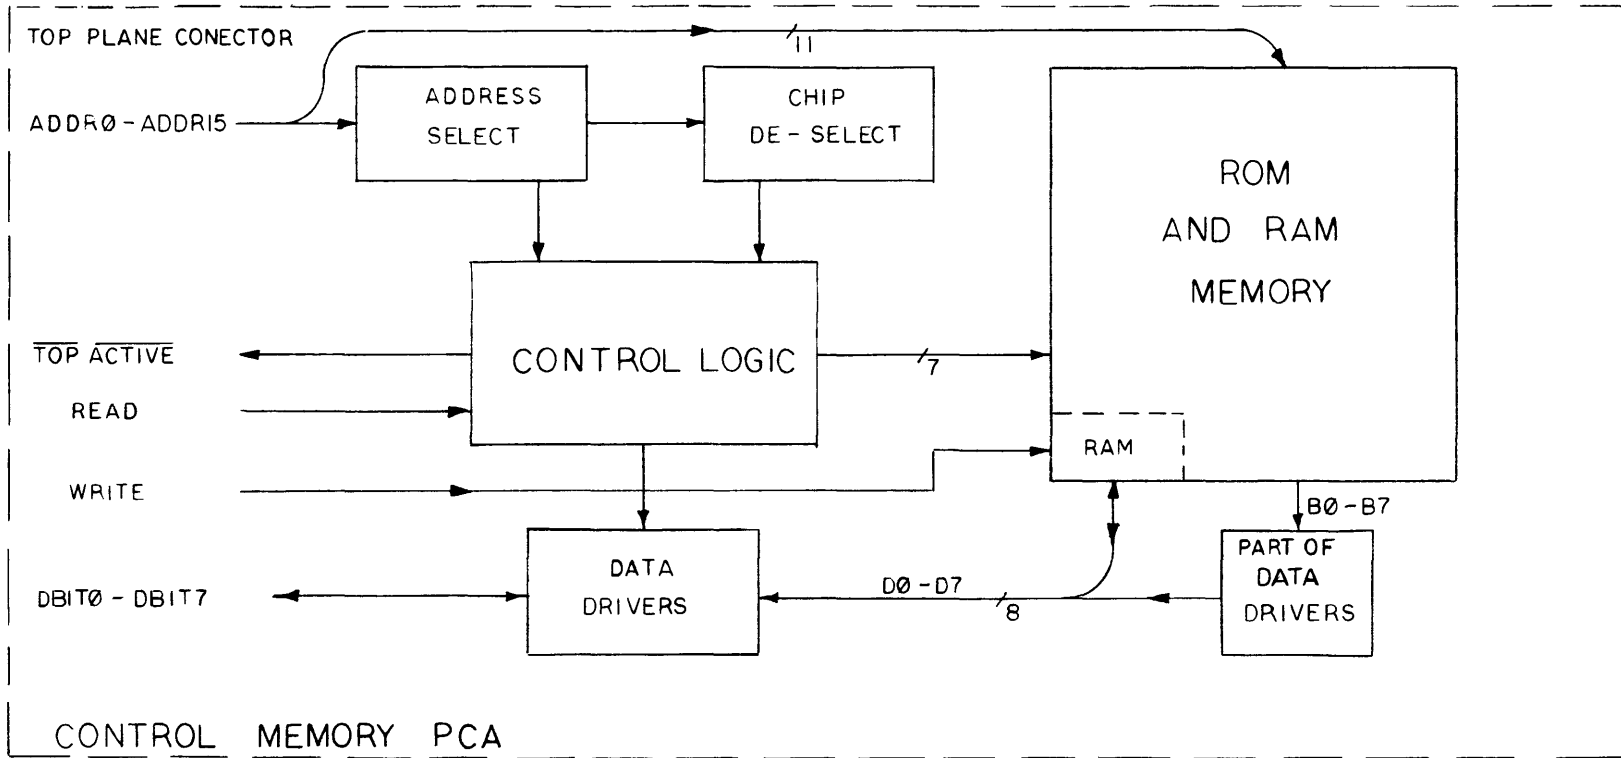 TOP PLANE CONECTOR
11
ADDRESS
SELECT
CHIP
DE-SELECT
ADDRØ-ADDR15
ROM
AND RAM
MEMORY
TOP ACTIVE
CONTROL LOGIC
7
READ
RAM
WRITE
BØ-B7
DATA
DRIVERS
DØ-D7
8
PART OF
DATA
DRIVERS
DBITØ-DBIT7
CONTROL MEMORY PCA